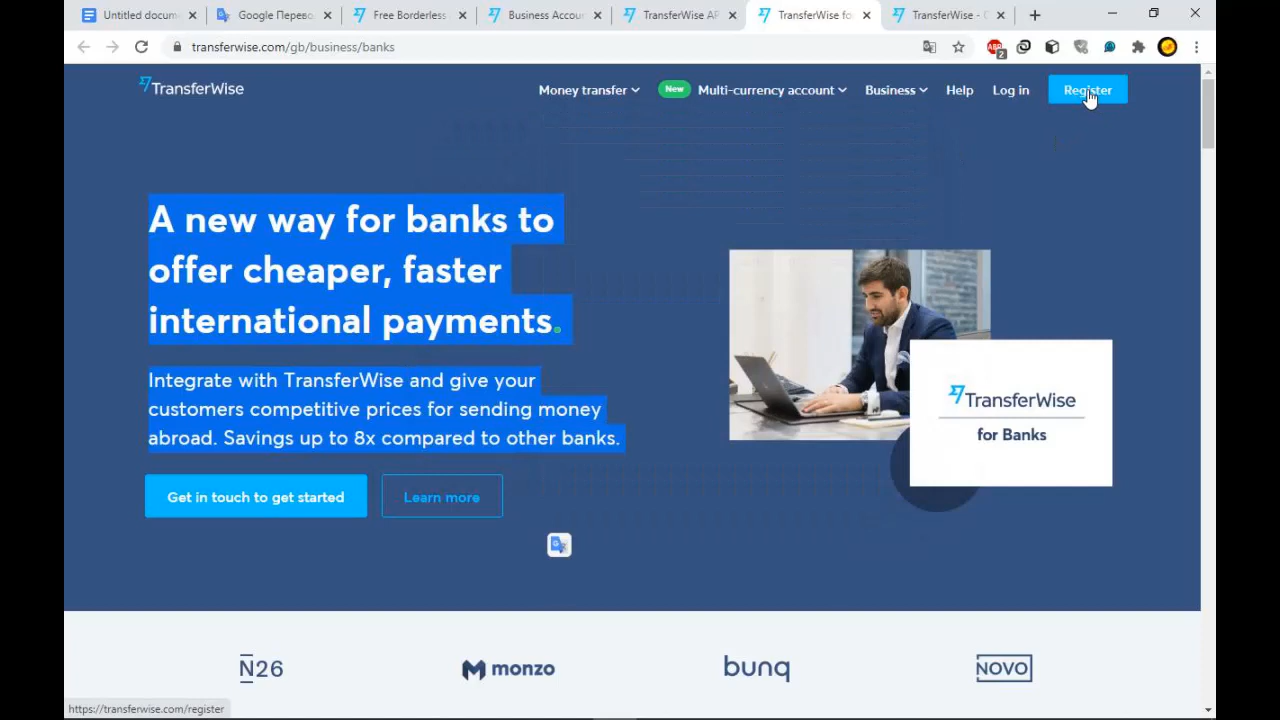 Untitled docum
Google Перево
Free Borderless
Business Accou
TransferWise AP
TransferWise fo
TransferWise - C
transferwise.com/gb/business/banks
2
TransferWise
Money transfer
New
Multi-currency account
Business
Help
Log in
Register
A new way for banks to
offer cheaper, faster
international payments.
Integrate with TransferWise and give your
customers competitive prices for sending money
abroad. Savings up to 8x compared to other banks.
TransferWise
for Banks
Get in touch to get started
Learn more
N26
monzo
bunq
NOVO
https://transferwise.com/register